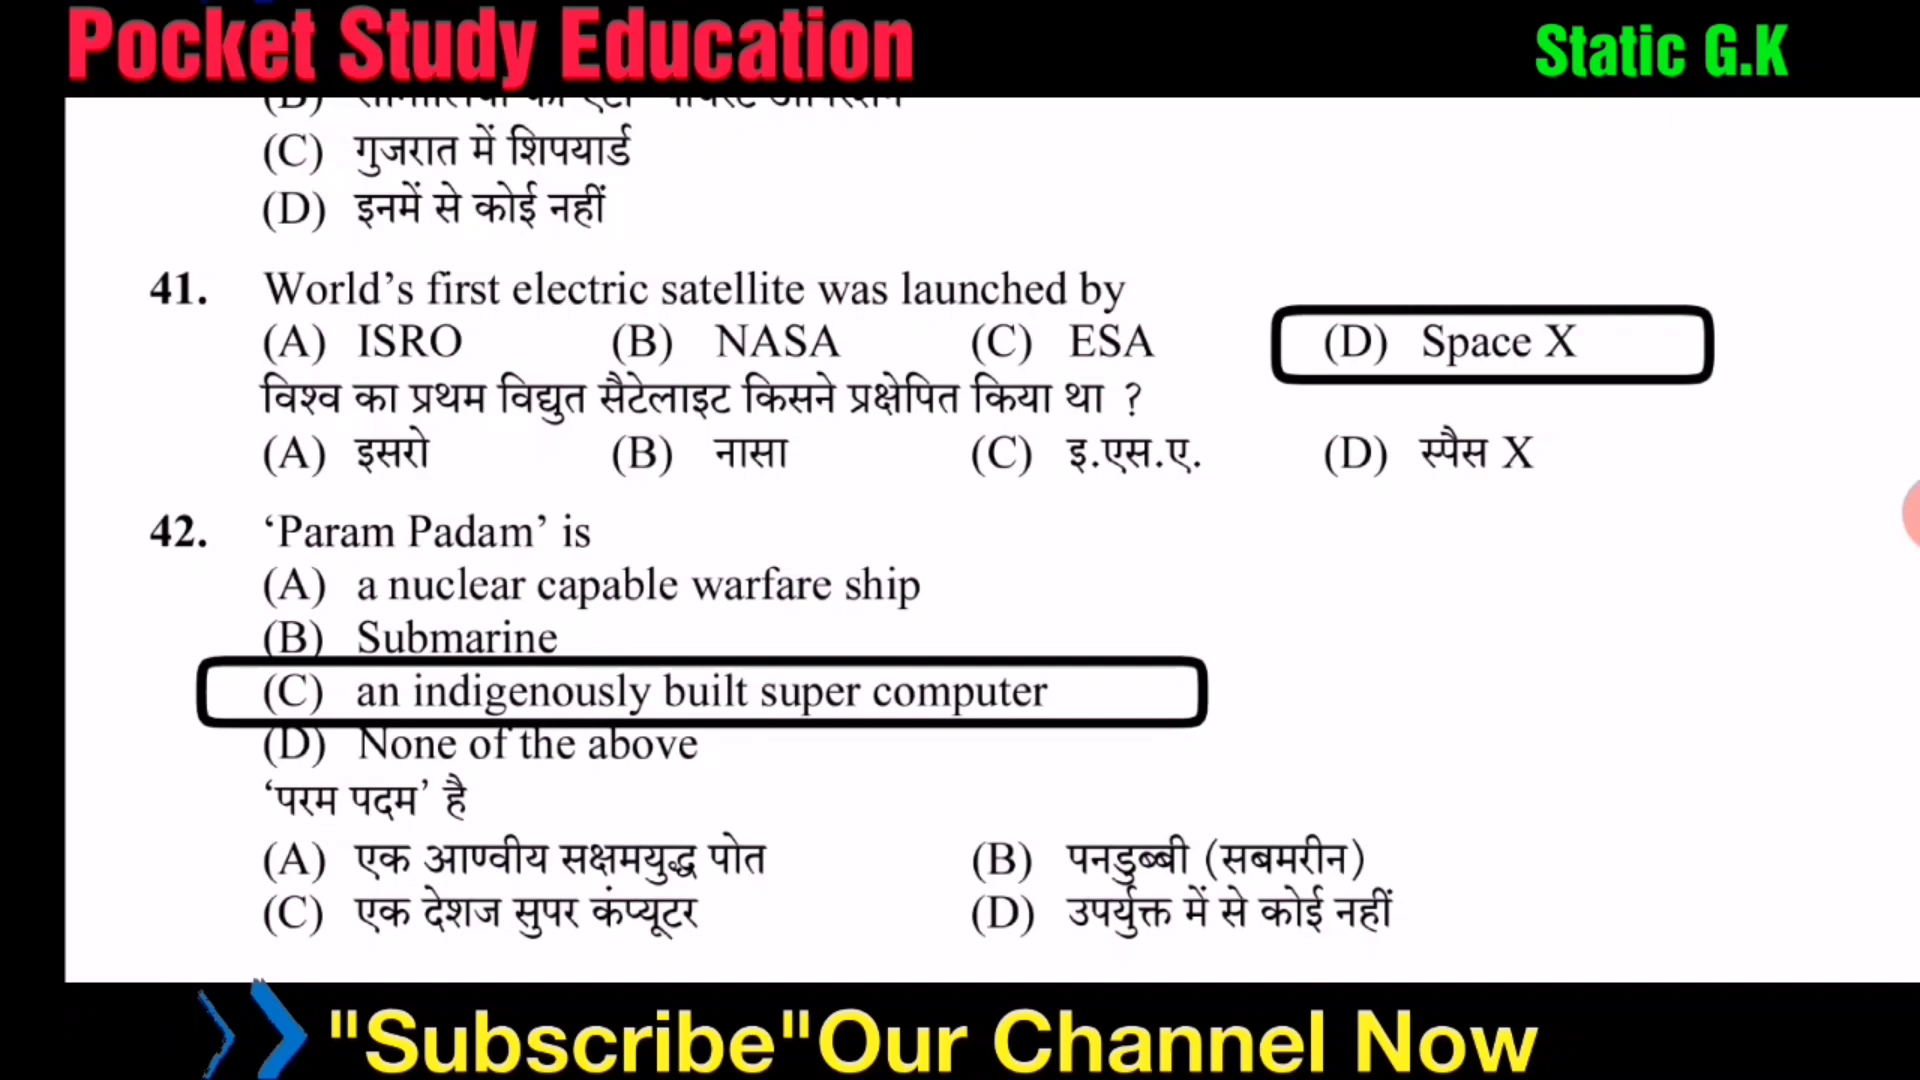 Pocket Study Education
Static G.K
(C) गुजरात में शिपयार्ड
(D) इनमें से कोई नहीं
41. World's first electric satellite was launched by
(A) ISRO (B) NASA (C) ESA (D) Space X
विश्व का प्रथम विद्युत सैटेलाइट किसने प्रक्षेपित किया था ?
(A) इसरो (B) नासा (C) इ.एस.ए. (D) स्पैस X
42. ‘Param Padam’ is
(A) a nuclear capable warfare ship
(B) Submarine
(C) an indigenously built super computer
(D) None of the above
‘परम पदम’ है
(A) एक आण्वीय सक्षमयुद्ध पोत (B) पनडुब्बी (सबमरीन)
(C) एक देशज सुपर कंप्यूटर (D) उपर्युक्त में से कोई नहीं
"Subscribe"Our Channel Now